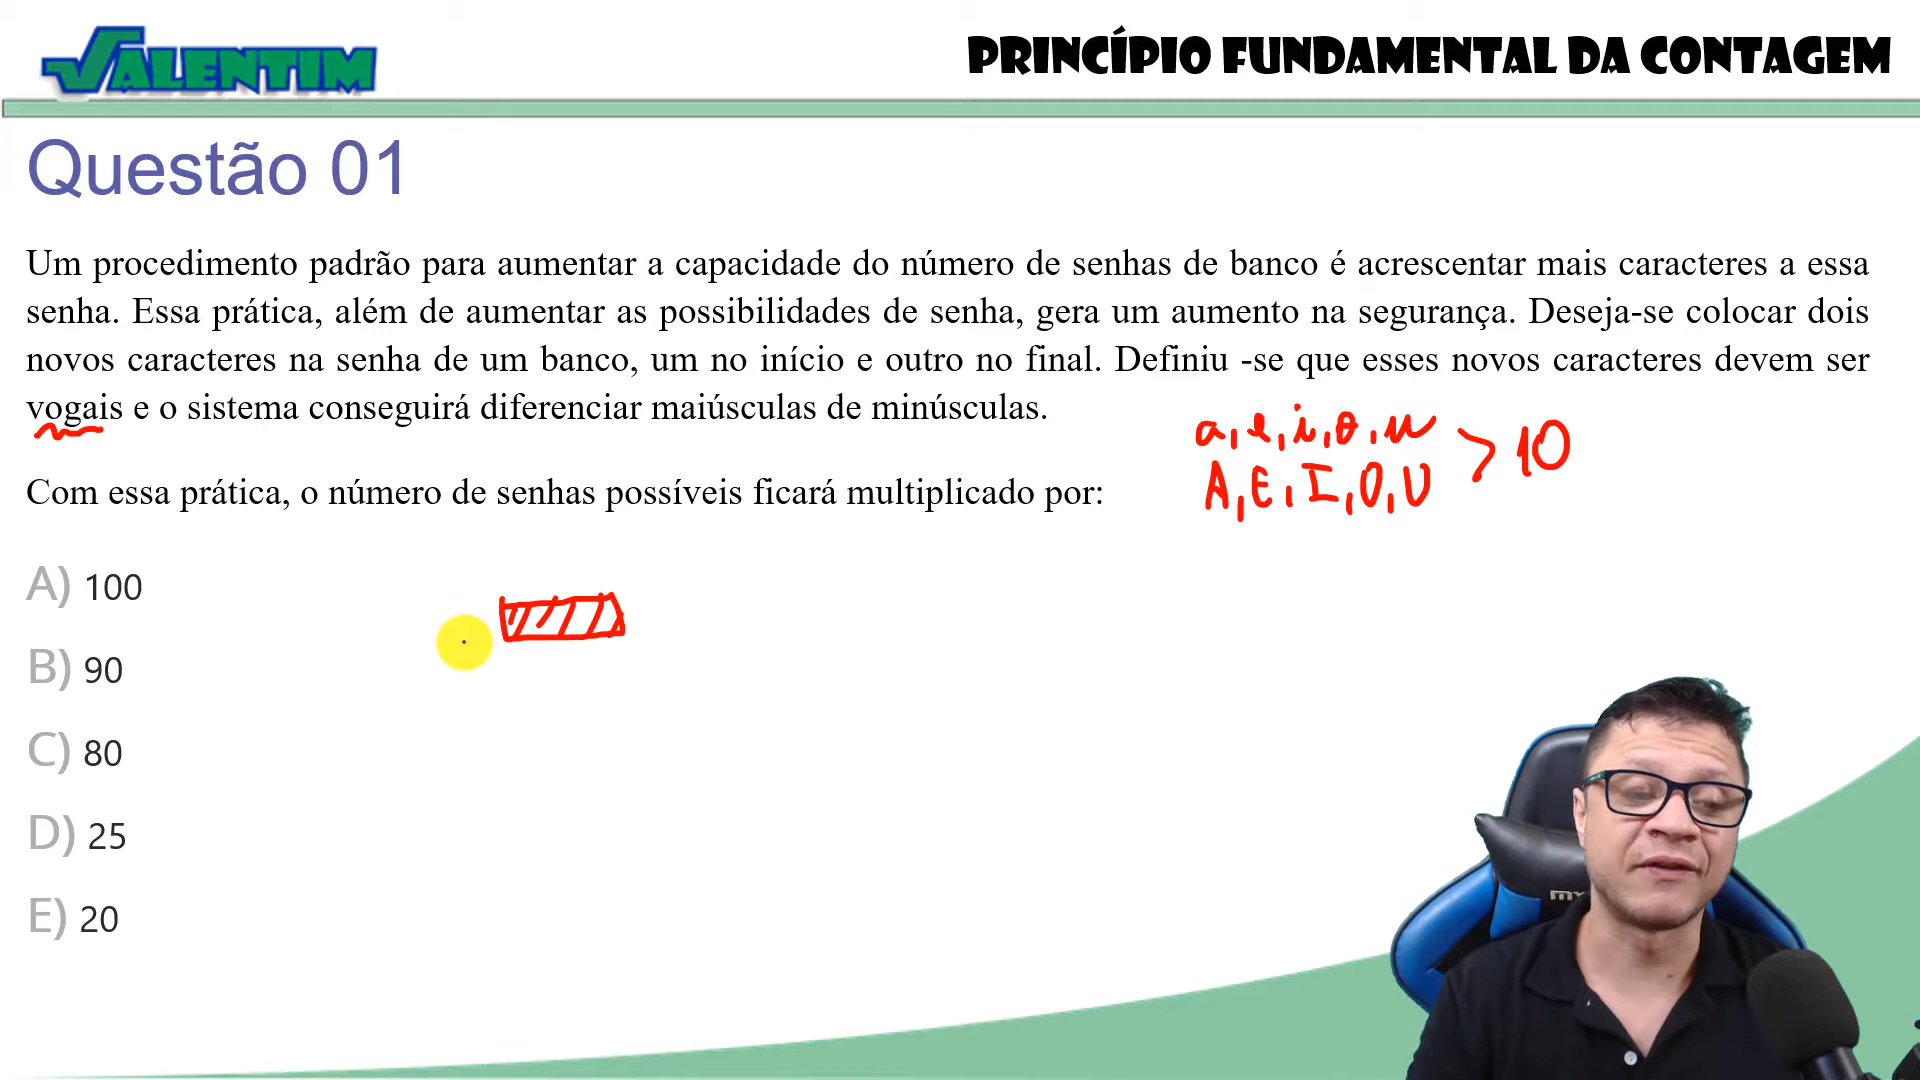 VALENTIM
PRINCÍPIO FUNDAMENTAL DA CONTAGEM
Questão 01
Um procedimento padrão para aumentar a capacidade do número de senhas de banco é acrescentar mais caracteres a essa
senha. Essa prática, além de aumentar as possibilidades de senha, gera um aumento na segurança. Deseja-se colocar dois
novos caracteres na senha de um banco, um no início e outro no final. Definiu -se que esses novos caracteres devem ser
vogais e o sistema conseguirá diferenciar maiúsculas de minúsculas.
a, e, i, o, u > 10
A, E, I, O, U
Com essa prática, o número de senhas possíveis ficará multiplicado por:
A) 100
B) 90
C) 80
D) 25
E) 20